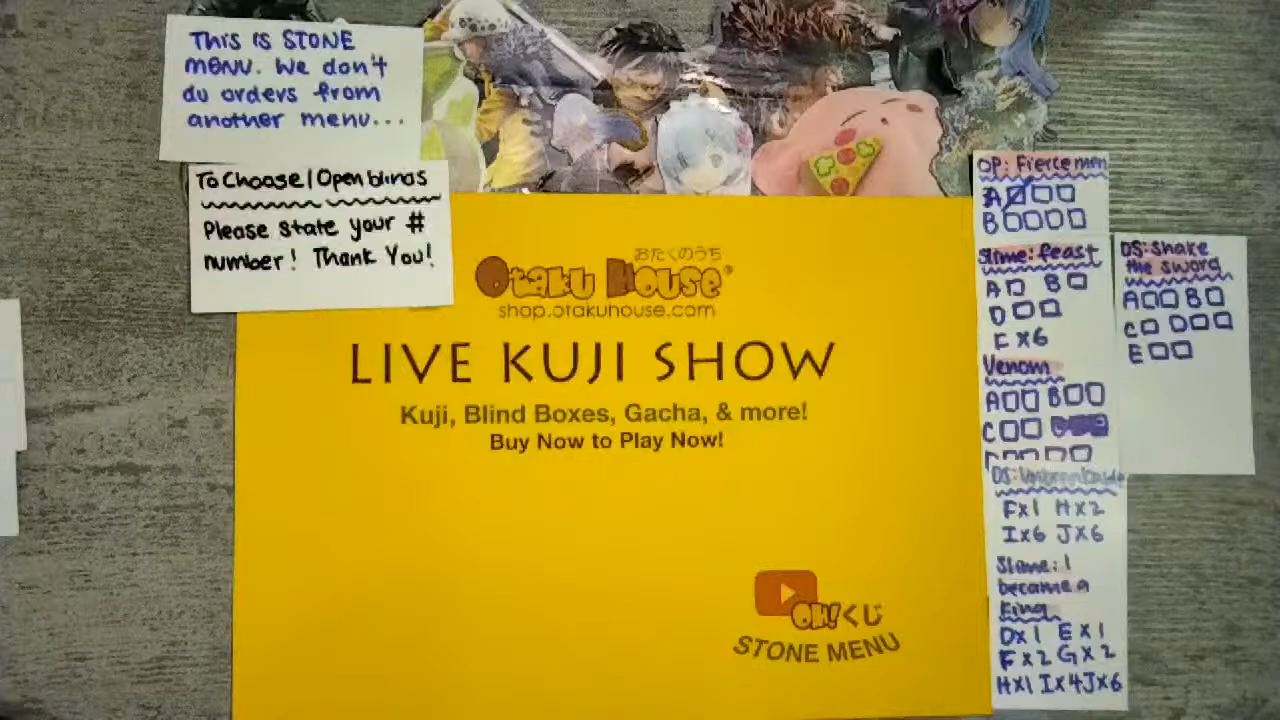 This is STONE
MENU. We don't
do orders from
another menu...
To Choose/Open blinds
Please state your #
number! Thank You!
おたくのうち
Otaku House®
shop.otakuhouse.com
LIVE KUJI SHOW
Kuji, Blind Boxes, Gacha, & more!
Buy Now to Play Now!
OH!くじ
STONE MENU
OP: Fierce men
A
B
Slime: feast
A B
D
F x6
Venom
A B
C
DS:
F x1 H x2
I x6 J x6
Slime: I
became a
King
D x1 E x1
F x2 G x2
H x1 I x4 J x6
DS: Shake
the sword
A B
C D
E